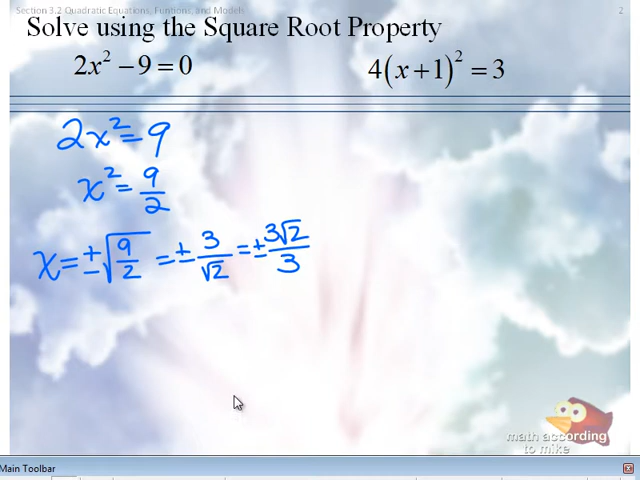 Section 3.2 Quadratic Equations, Funtions, and Models 2
Solve using the Square Root Property
2x² − 9 = 0
4(x + 1)² = 3
2x² = 9
x² = 9/2
x = ±√(9/2) = ± 3/√2 = ± 3√2/3
math according
to mike
Main Toolbar